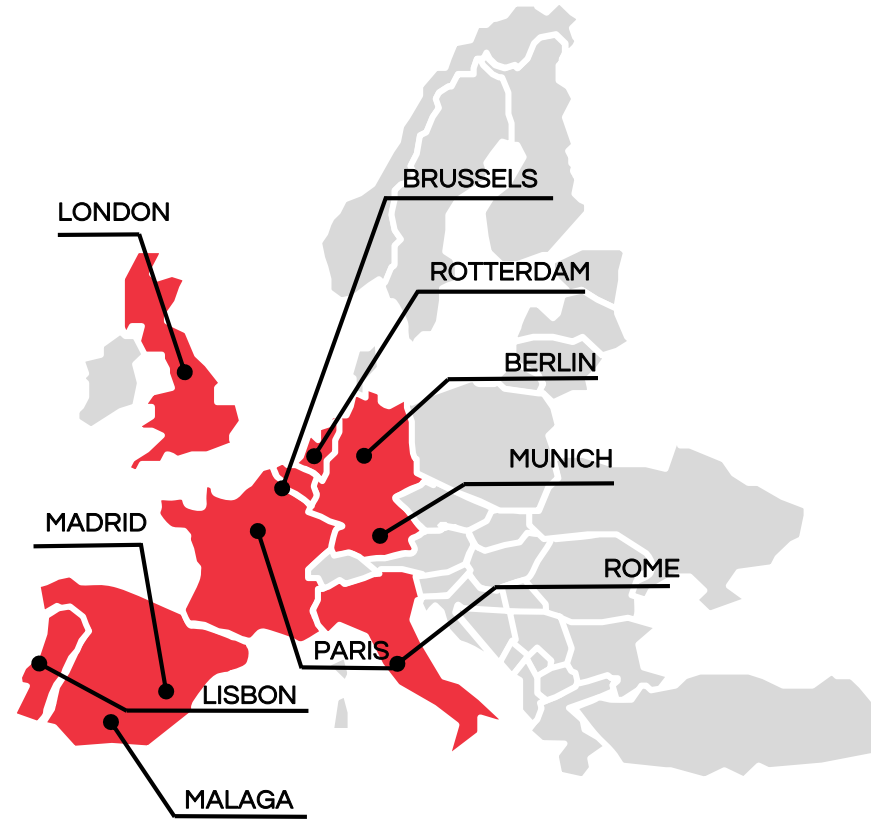 BRUSSELS
LONDON
ROTTERDAM
BERLIN
MUNICH
MADRID
ROME
PARIS
LISBON
MALAGA